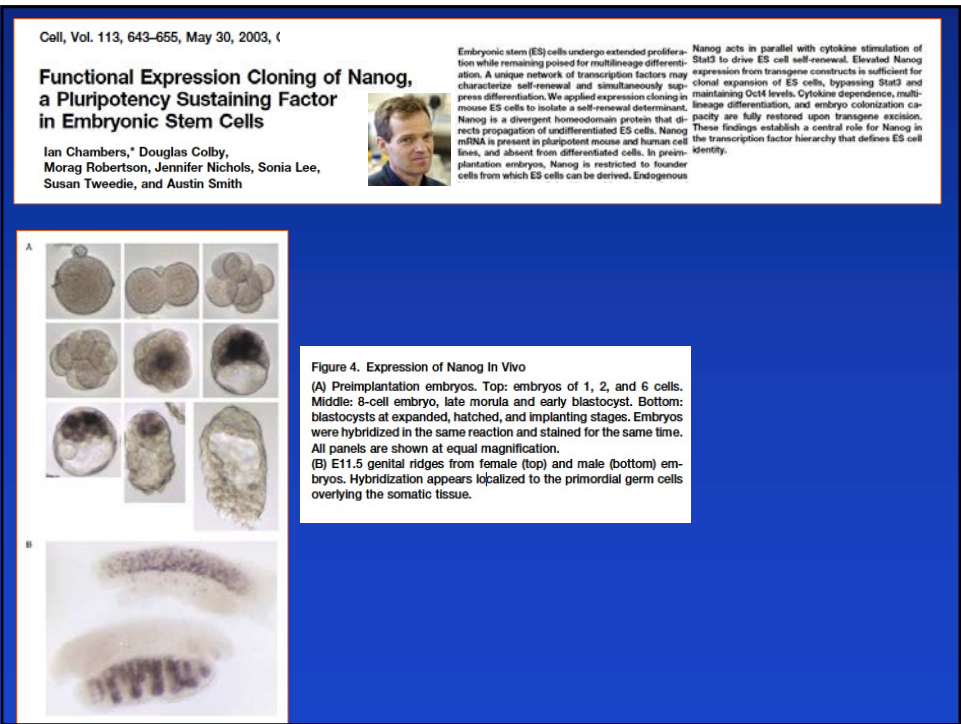 Cell, Vol. 113, 643–655, May 30, 2003, (
Functional Expression Cloning of Nanog,
a Pluripotency Sustaining Factor
in Embryonic Stem Cells
Ian Chambers,* Douglas Colby,
Morag Robertson, Jennifer Nichols, Sonia Lee,
Susan Tweedie, and Austin Smith
Embryonic stem (ES) cells undergo extended prolifera-
tion while remaining poised for multilineage differenti-
ation. A unique network of transcription factors may
characterize self-renewal and simultaneously sup-
press differentiation. We applied expression cloning in
mouse ES cells to isolate a self-renewal determinant.
Nanog is a divergent homeodomain protein that di-
rects propagation of undifferentiated ES cells. Nanog
mRNA is present in pluripotent mouse and human cell
lines, and absent from differentiated cells. In preim-
plantation embryos, Nanog is restricted to founder
cells from which ES cells can be derived. Endogenous
Nanog acts in parallel with cytokine stimulation of
Stat3 to drive ES cell self-renewal. Elevated Nanog
expression from transgene constructs is sufficient for
clonal expansion of ES cells, bypassing Stat3 and
maintaining Oct4 levels. Cytokine dependence, multi-
lineage differentiation, and embryo colonization ca-
pacity are fully restored upon transgene excision.
These findings establish a central role for Nanog in
the transcription factor hierarchy that defines ES cell
identity.
A
Figure 4. Expression of Nanog In Vivo
(A) Preimplantation embryos. Top: embryos of 1, 2, and 6 cells.
Middle: 8-cell embryo, late morula and early blastocyst. Bottom:
blastocysts at expanded, hatched, and implanting stages. Embryos
were hybridized in the same reaction and stained for the same time.
All panels are shown at equal magnification.
(B) E11.5 genital ridges from female (top) and male (bottom) em-
bryos. Hybridization appears localized to the primordial germ cells
overlying the somatic tissue.
B